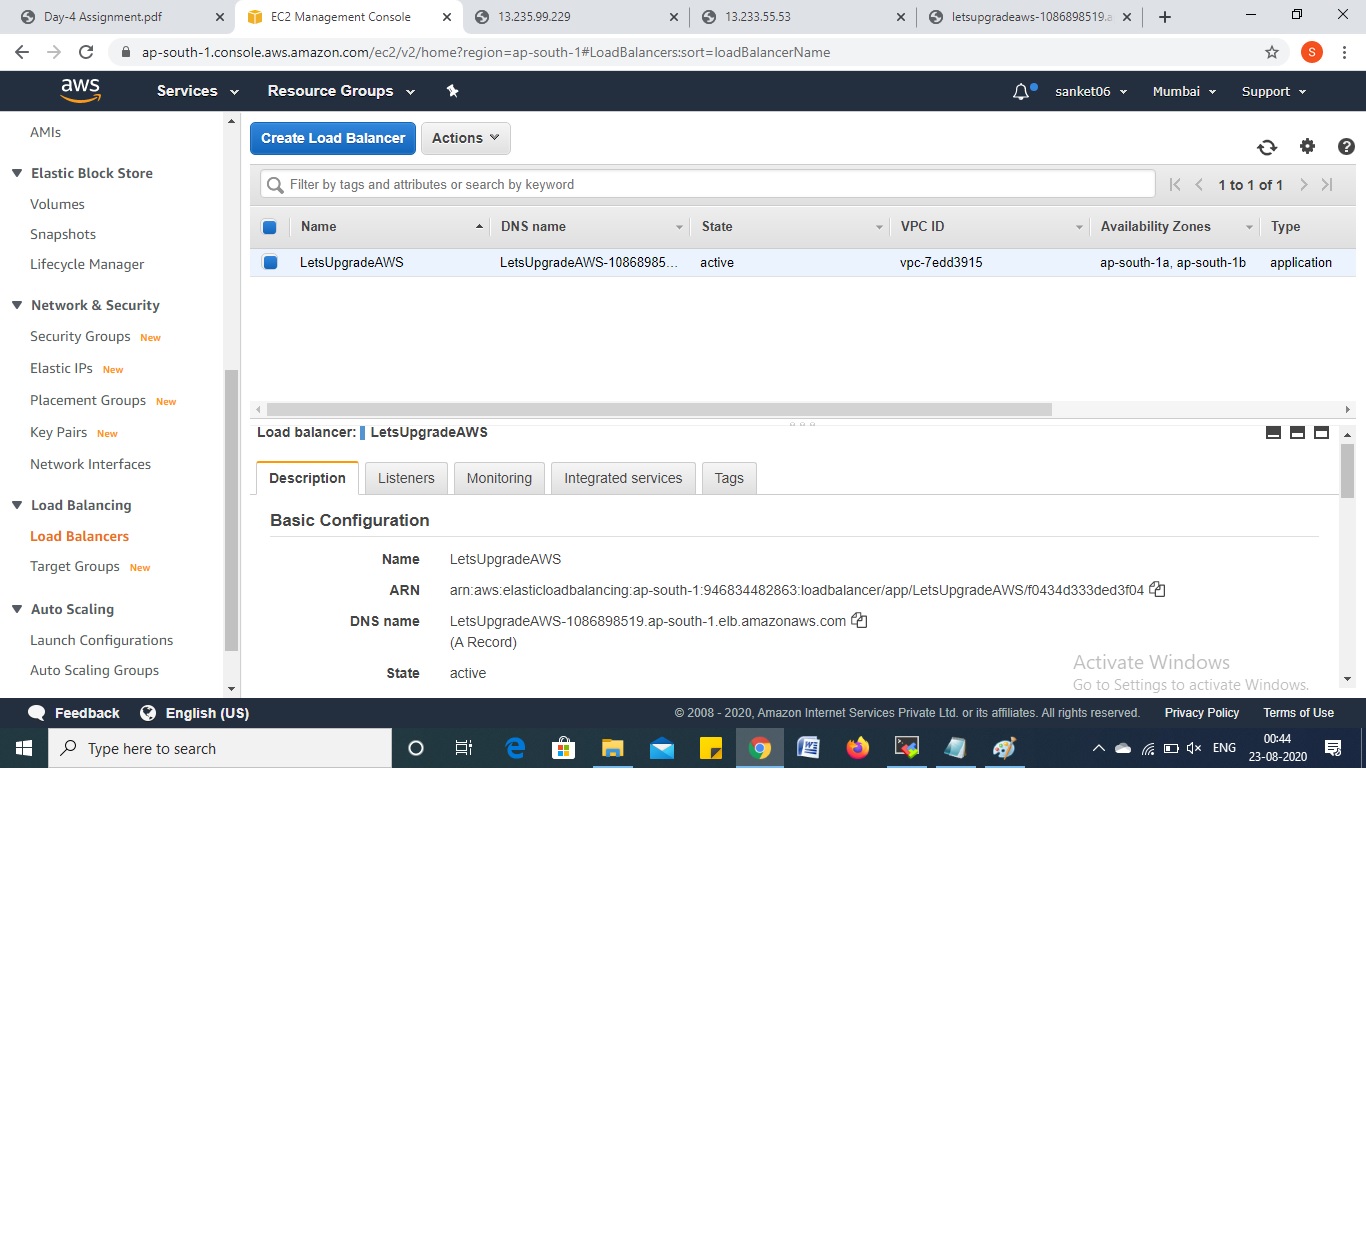 Day-4 Assignment.pdf
EC2 Management Console
13.235.99.229
13.233.55.53
letsupgradeaws-1086898519.a
ap-south-1.console.aws.amazon.com/ec2/v2/home?region=ap-south-1#LoadBalancers:sort=loadBalancerName
S
aws
Services
Resource Groups
sanket06
Mumbai
Support
AMIs
Elastic Block Store
Volumes
Snapshots
Lifecycle Manager
Network & Security
Security Groups New
Elastic IPs New
Placement Groups New
Key Pairs New
Network Interfaces
Load Balancing
Load Balancers
Target Groups New
Auto Scaling
Launch Configurations
Auto Scaling Groups
Create Load Balancer
Actions
Filter by tags and attributes or search by keyword
1 to 1 of 1
Name DNS name State VPC ID Availability Zones Type
LetsUpgradeAWS LetsUpgradeAWS-10868985... active vpc-7edd3915 ap-south-1a, ap-south-1b application
Load balancer: LetsUpgradeAWS
Description Listeners Monitoring Integrated services Tags
Basic Configuration
Name LetsUpgradeAWS
ARN arn:aws:elasticloadbalancing:ap-south-1:946834482863:loadbalancer/app/LetsUpgradeAWS/f0434d333ded3f04
DNS name LetsUpgradeAWS-1086898519.ap-south-1.elb.amazonaws.com
(A Record)
State active
Activate Windows
Go to Settings to activate Windows.
Feedback English (US)
© 2008 - 2020, Amazon Internet Services Private Ltd. or its affiliates. All rights reserved. Privacy Policy Terms of Use
Type here to search
ENG
00:44
23-08-2020